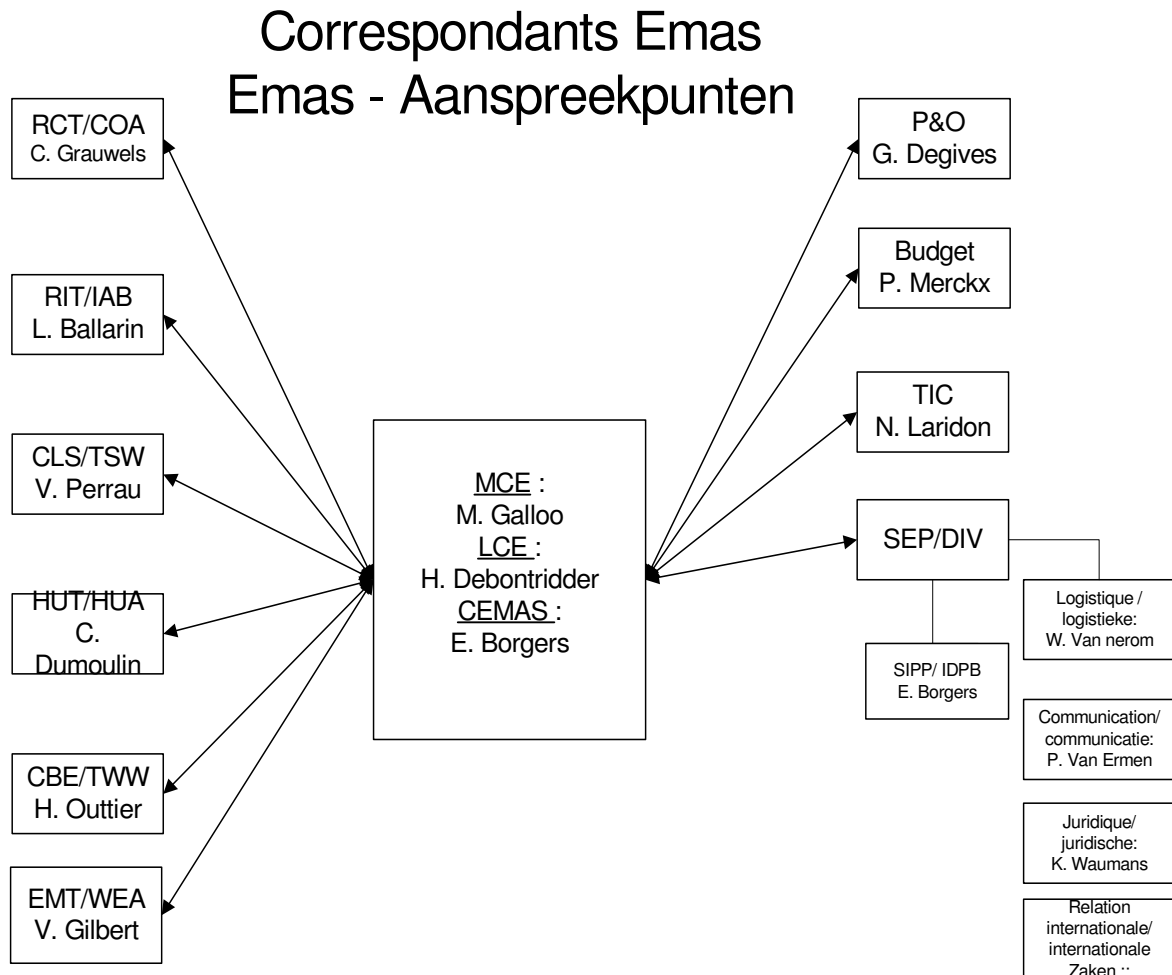 Correspondants Emas
Emas - Aanspreekpunten
RCT/COA
C. Grauwels
RIT/IAB
L. Ballarin
CLS/TSW
V. Perrau
HUT/HUA
C.
Dumoulin
CBE/TWW
H. Outtier
EMT/WEA
V. Gilbert
MCE :
M. Galloo
LCE :
H. Debontridder
CEMAS :
E. Borgers
P&O
G. Degives
Budget
P. Merckx
TIC
N. Laridon
SEP/DIV
SIPP/ IDPB
E. Borgers
Logistique /
logistieke:
W. Van nerom
Communication/
communicatie:
P. Van Ermen
Juridique/
juridische:
K. Waumans
Relation
internationale/
internationale
Zaken ::